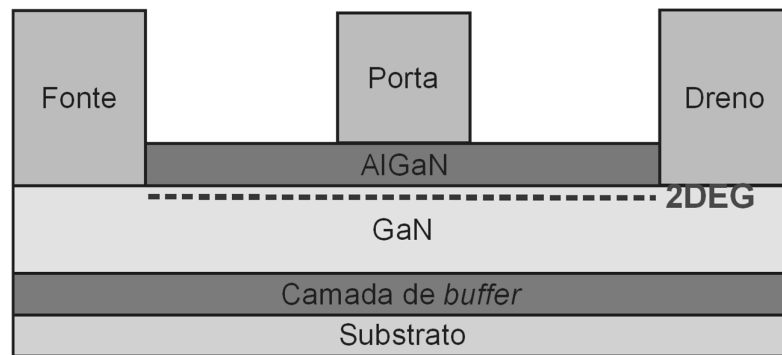 Fonte
Porta
Dreno
AlGaN
2DEG
GaN
Camada de buffer
Substrato